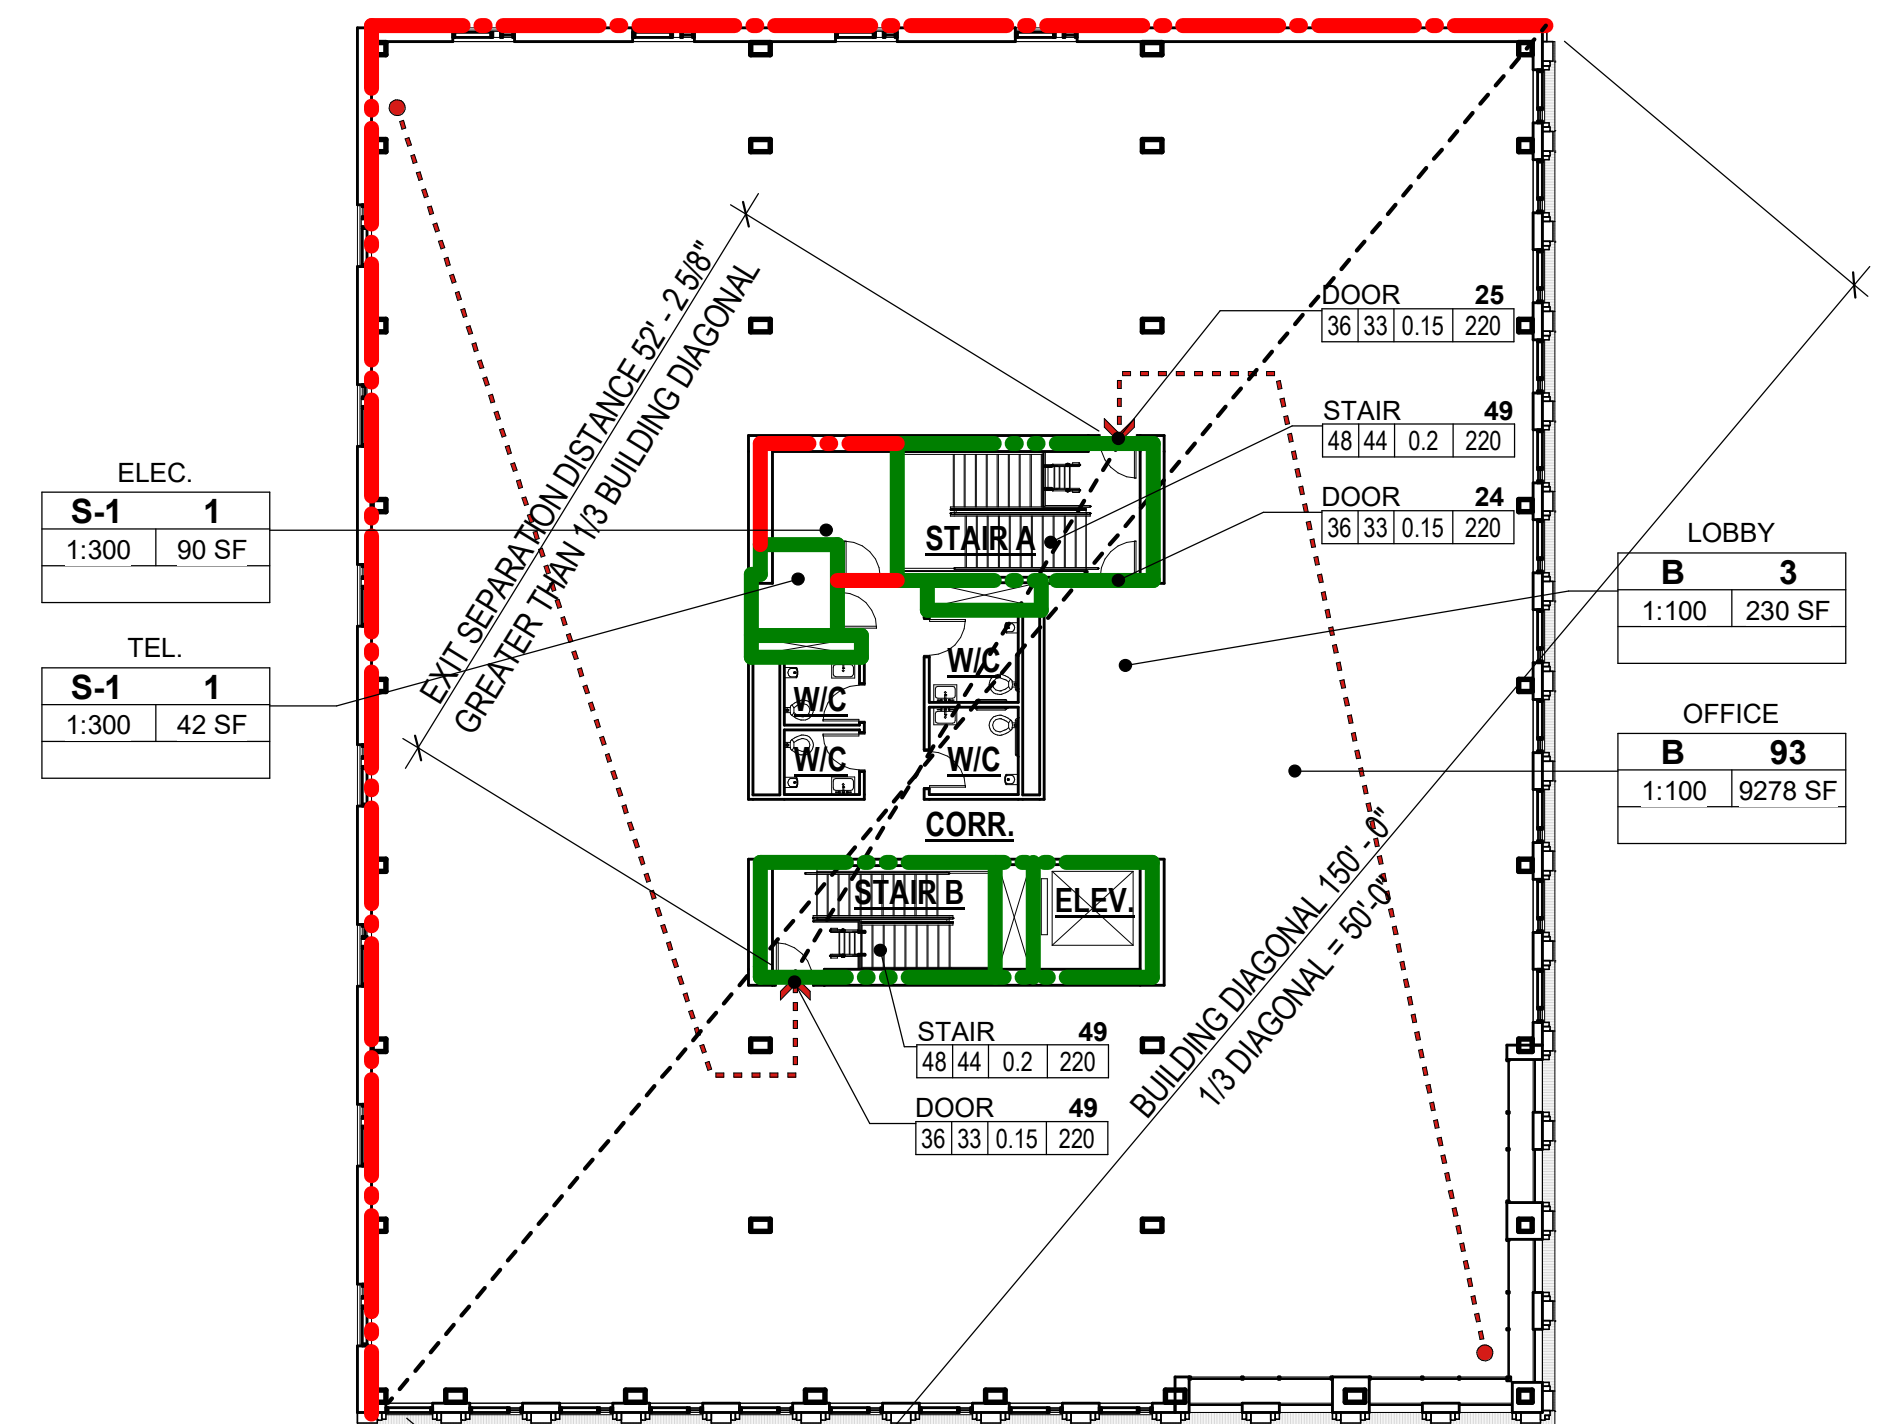 DOOR 25
36 33 0.15 220
STAIR 49
48 44 0.2 220
DOOR 24
36 33 0.15 220
ELEC.
S-1 1
1:300 90 SF
TEL.
S-1 1
1:300 42 SF
EXIT SEPARATION DISTANCE 52' - 2 5/8"
GREATER THAN 1/3 BUILDING DIAGONAL
LOBBY
B 3
1:100 230 SF
OFFICE
B 93
1:100 9278 SF
STAIR A
W/C
W/C
W/C
W/C
CORR.
STAIR B
ELEV.
BUILDING DIAGONAL 150' - 0"
1/3 DIAGONAL = 50'-0"
STAIR 49
48 44 0.2 220
DOOR 49
36 33 0.15 220